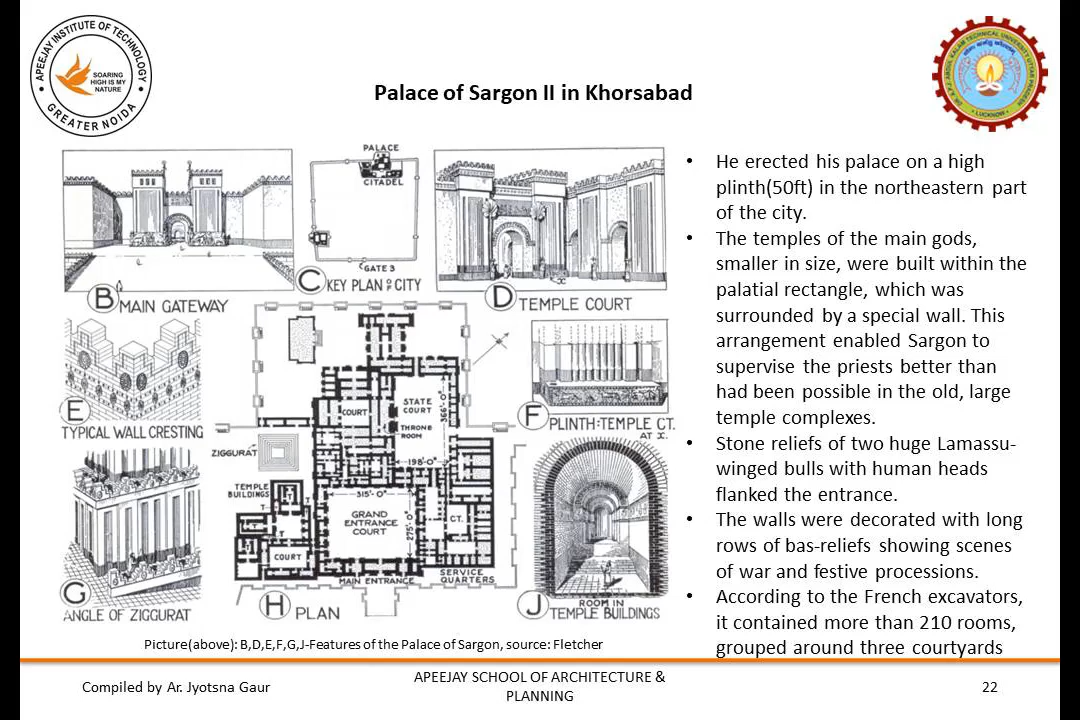 APEEJAY INSTITUTE OF TECHNOLOGY
SOARING
HIGH IS MY
NATURE
GREATER NOIDA
LUCKNOW
Palace of Sargon II in Khorsabad
PALACE
CITADEL
GATE 3
B MAIN GATEWAY
C KEY PLAN OF CITY
D TEMPLE COURT
E
TYPICAL WALL CRESTING
F PLINTH:TEMPLE CT.
AT X.
G
ANGLE OF ZIGGURAT
H
COURT
STATE
COURT
366'·0"
THRONE
ROOM
198'·0"
ZIGGURAT
TEMPLE
BUILDINGS
315'·0"
GRAND
ENTRANCE
COURT
275'·0"
CT.
COURT
MAIN ENTRANCE
SERVICE
QUARTERS
H PLAN
J ROOM IN
TEMPLE BUILDINGS
Picture(above): B,D,E,F,G,J-Features of the Palace of Sargon, source: Fletcher
• He erected his palace on a high
plinth(50ft) in the northeastern part
of the city.
• The temples of the main gods,
smaller in size, were built within the
palatial rectangle, which was
surrounded by a special wall. This
arrangement enabled Sargon to
supervise the priests better than
had been possible in the old, large
temple complexes.
• Stone reliefs of two huge Lamassu-
winged bulls with human heads
flanked the entrance.
• The walls were decorated with long
rows of bas-reliefs showing scenes
of war and festive processions.
• According to the French excavators,
it contained more than 210 rooms,
grouped around three courtyards
Compiled by Ar. Jyotsna Gaur
APEEJAY SCHOOL OF ARCHITECTURE &
PLANNING
22